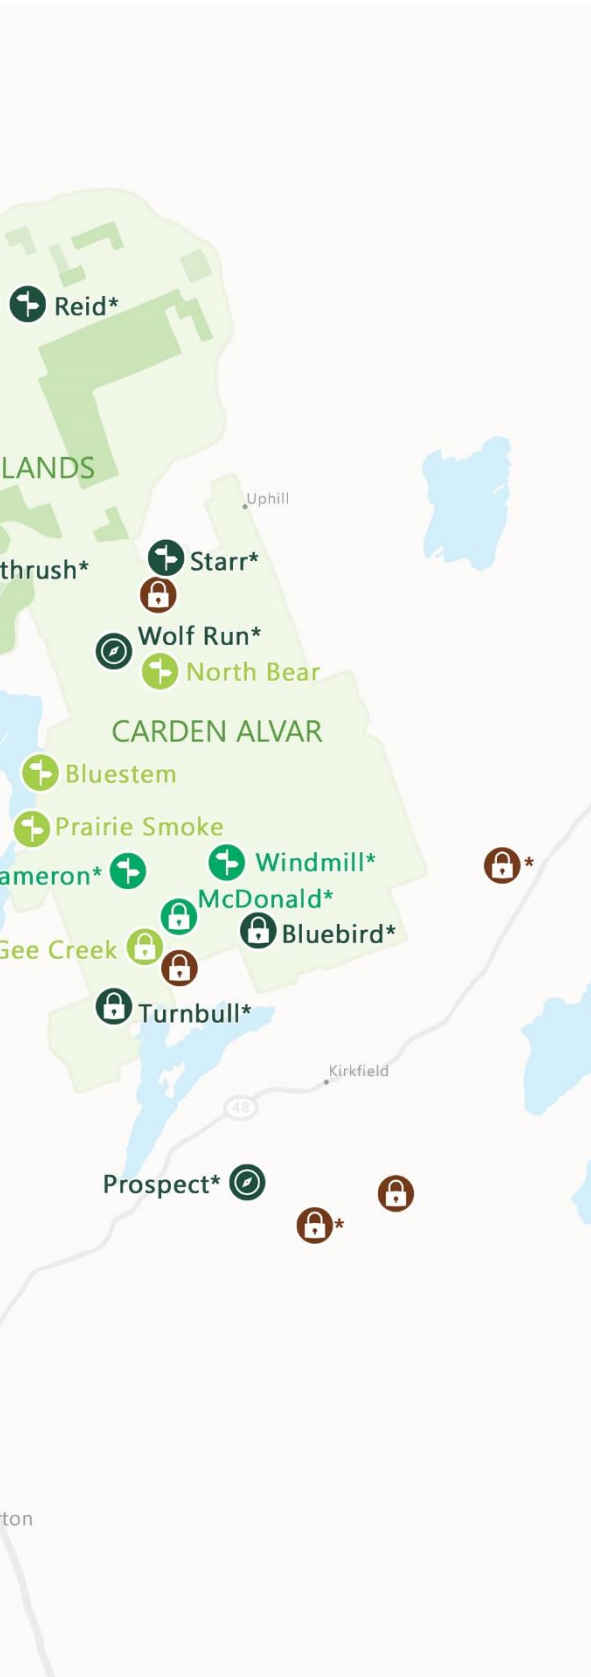 Reid*
LANDS
Uphill
thrush*
Starr*
Wolf Run*
North Bear
CARDEN ALVAR
Bluestem
Prairie Smoke
ameron*
Windmill*
*
McDonald*
Bluebird*
Gee Creek
Turnbull*
Kirkfield
48
Prospect*
*
rton